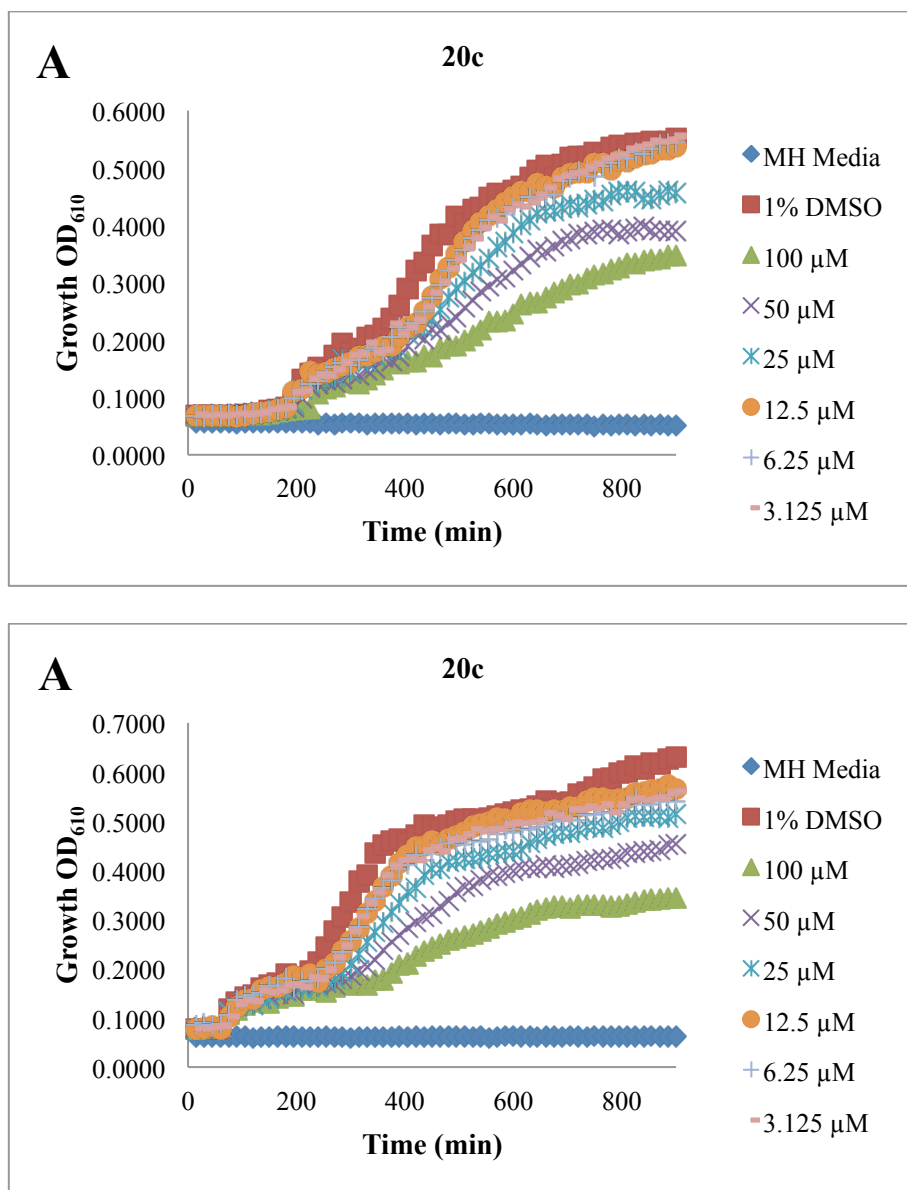 A
20c
0.6000
0.5000
0.4000
0.3000
0.2000
0.1000
0.0000
Growth OD610
0 200 400 600 800
Time (min)
MH Media
1% DMSO
100 µM
50 µM
25 µM
12.5 µM
6.25 µM
3.125 µM
A
20c
0.7000
0.6000
0.5000
0.4000
0.3000
0.2000
0.1000
0.0000
Growth OD610
0 200 400 600 800
Time (min)
MH Media
1% DMSO
100 µM
50 µM
25 µM
12.5 µM
6.25 µM
3.125 µM